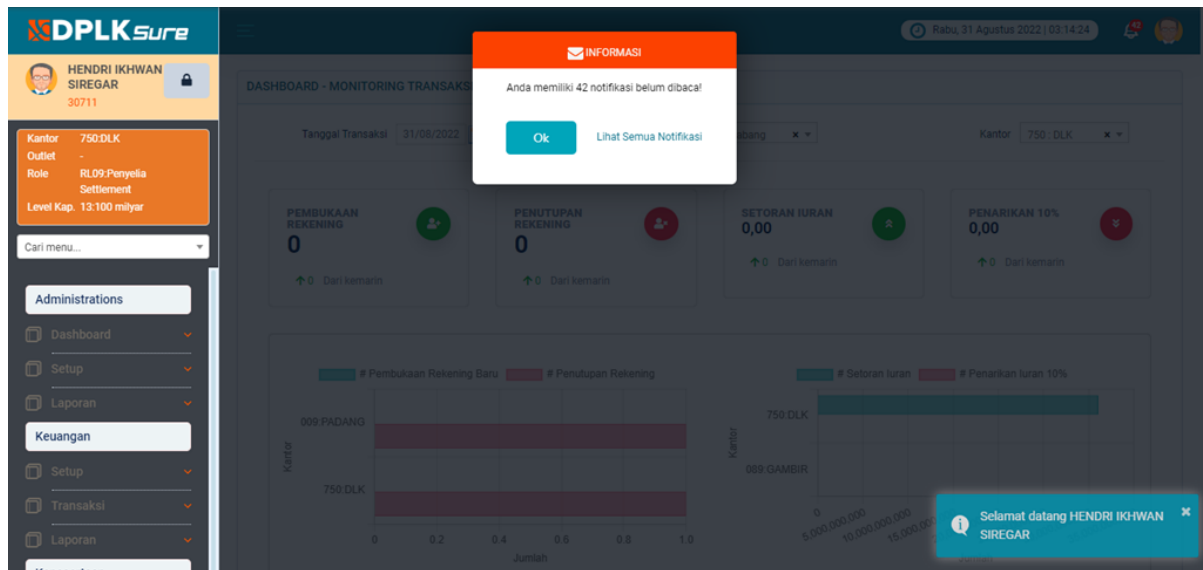 DPLK Sure
HENDRI IKHWAN
SIREGAR
30711
Kantor 750:DLK
Outlet -
Role RL09:Penyelia
Settlement
Level Kap. 13:100 milyar
Cari menu...
Administrations
Dashboard
Setup
Laporan
Keuangan
Setup
Transaksi
Laporan
Rabu, 31 Agustus 2022 | 03:14:24
42
INFORMASI
Anda memiliki 42 notifikasi belum dibaca!
Ok Lihat Semua Notifikasi
DASHBOARD - MONITORING TRANSAKS
Tanggal Transaksi 31/08/2022
abang ×
Kantor 750 : DLK ×
PEMBUKAAN
REKENING
0
↑ 0 Dari kemarin
PENUTUPAN
REKENING
0
↑ 0 Dari kemarin
SETORAN IURAN
0,00
↑ 0 Dari kemarin
PENARIKAN 10%
0,00
↑ 0 Dari kemarin
# Pembukaan Rekening Baru # Penutupan Rekening
Kantor
009:PADANG
750:DLK
0 0.2 0.4 0.6 0.8 1.0
Jumlah
# Setoran Iuran # Penarikan Iuran 10%
Kantor
750:DLK
089:GAMBIR
0 5,000,000,000 10,000,000,000
Selamat datang HENDRI IKHWAN
SIREGAR
×